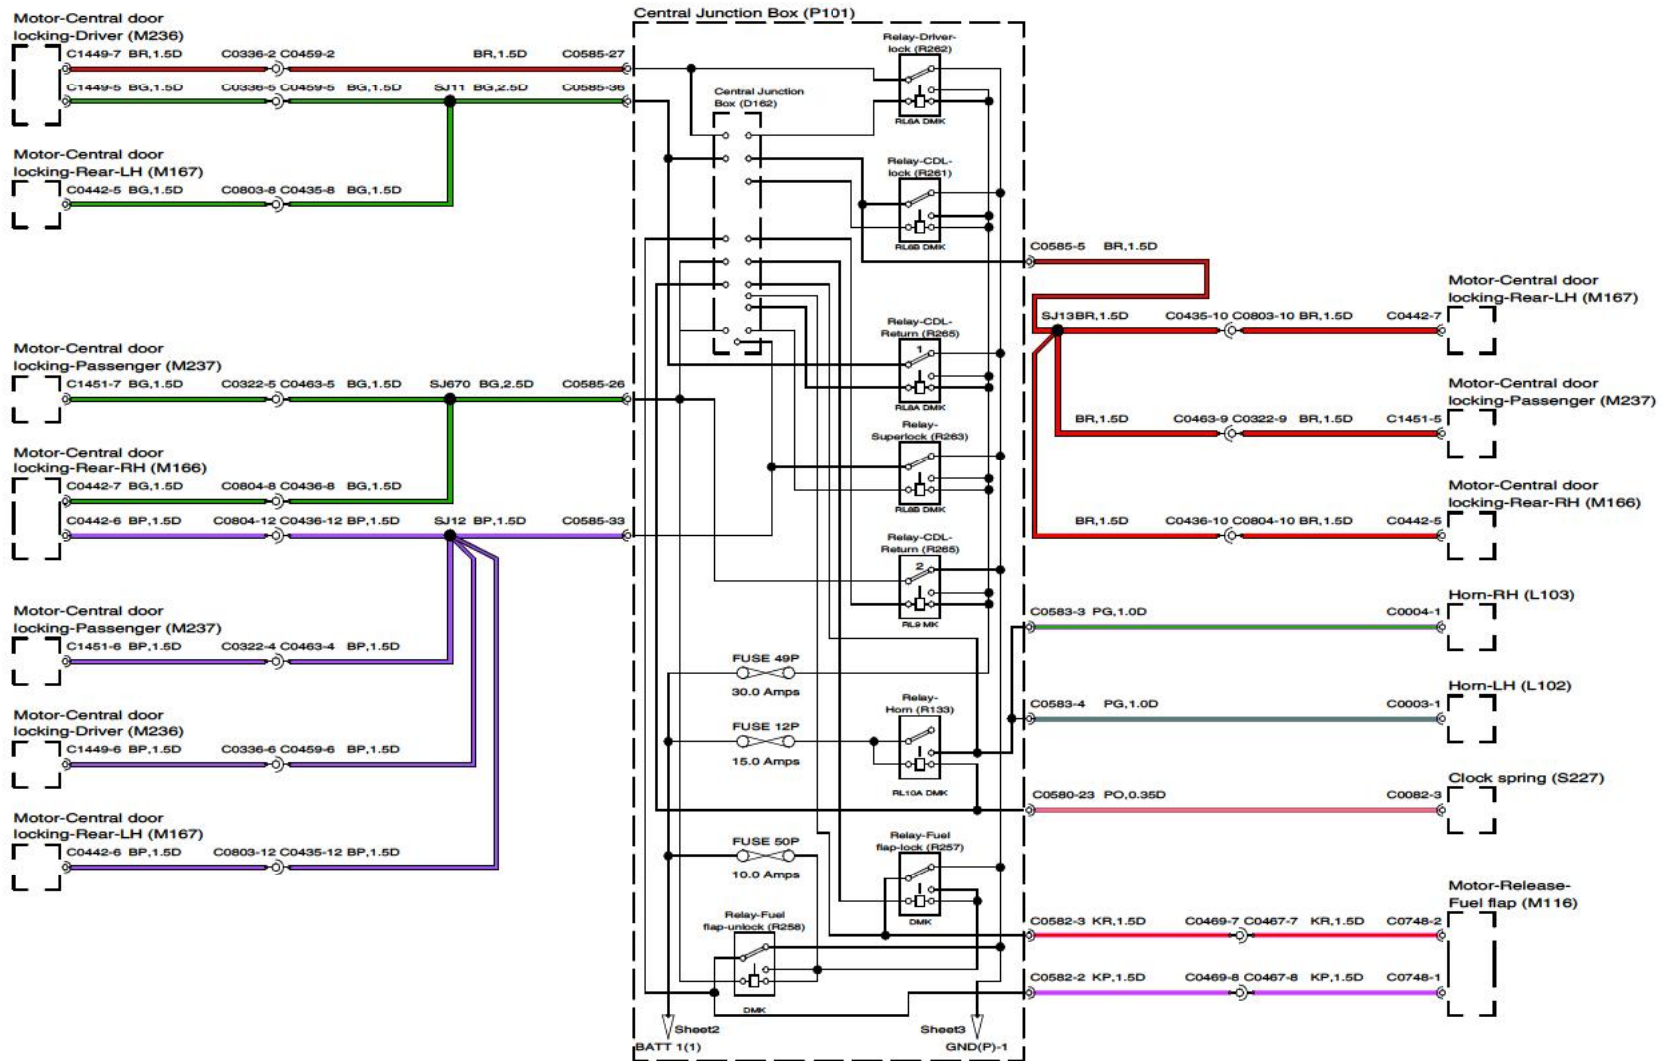 Central Junction Box (P101)
Motor-Central door
locking-Driver (M236)
C1449-7 BR,1.5D C0336-2 C0459-2 BR,1.5D C0585-27
C1449-5 BG,1.5D C0336-5 C0459-5 BG,1.5D SJ11 BG,2.5D C0585-36
Motor-Central door
locking-Rear-LH (M167)
C0442-5 BG,1.5D C0803-8 C0435-8 BG,1.5D
Motor-Central door
locking-Passenger (M237)
C1451-7 BG,1.5D C0322-5 C0463-5 BG,1.5D SJ670 BG,2.5D C0585-26
Motor-Central door
locking-Rear-RH (M166)
C0442-7 BG,1.5D C0804-8 C0436-8 BG,1.5D
C0442-6 BP,1.5D C0804-12 C0436-12 BP,1.5D SJ12 BP,1.5D C0585-33
Motor-Central door
locking-Passenger (M237)
C1451-6 BP,1.5D C0322-4 C0463-4 BP,1.5D
Motor-Central door
locking-Driver (M236)
C1449-6 BP,1.5D C0336-6 C0459-6 BP,1.5D
Motor-Central door
locking-Rear-LH (M167)
C0442-6 BP,1.5D C0803-12 C0435-12 BP,1.5D
Relay-Driver-
lock (R262)
RL6A DMK
Central Junction
Box (D162)
Relay-CDL-
lock (R261)
RL6B DMK
Relay-CDL-
Return (R265)
1
RL8A DMK
Relay-
Superlock (R263)
RL8B DMK
Relay-CDL-
Return (R265)
2
RL9 MK
FUSE 49P
30.0 Amps
Relay-
Horn (R133)
FUSE 12P
15.0 Amps
RL10A DMK
FUSE 50P
10.0 Amps
Relay-Fuel
flap-lock (R257)
DMK
Relay-Fuel
flap-unlock (R258)
DMK
Sheet2
BATT 1(1)
Sheet3
GND(P)-1
C0585-5 BR,1.5D
Motor-Central door
locking-Rear-LH (M167)
SJ13BR,1.5D C0435-10 C0803-10 BR,1.5D C0442-7
Motor-Central door
locking-Passenger (M237)
BR,1.5D C0463-9 C0322-9 BR,1.5D C1451-5
Motor-Central door
locking-Rear-RH (M166)
BR,1.5D C0436-10 C0804-10 BR,1.5D C0442-5
Horn-RH (L103)
C0583-3 PG,1.0D C0004-1
Horn-LH (L102)
C0583-4 PG,1.0D C0003-1
Clock spring (S227)
C0580-23 PO,0.35D C0082-3
Motor-Release-
Fuel flap (M116)
C0582-3 KR,1.5D C0469-7 C0467-7 KR,1.5D C0748-2
C0582-2 KP,1.5D C0469-8 C0467-8 KP,1.5D C0748-1